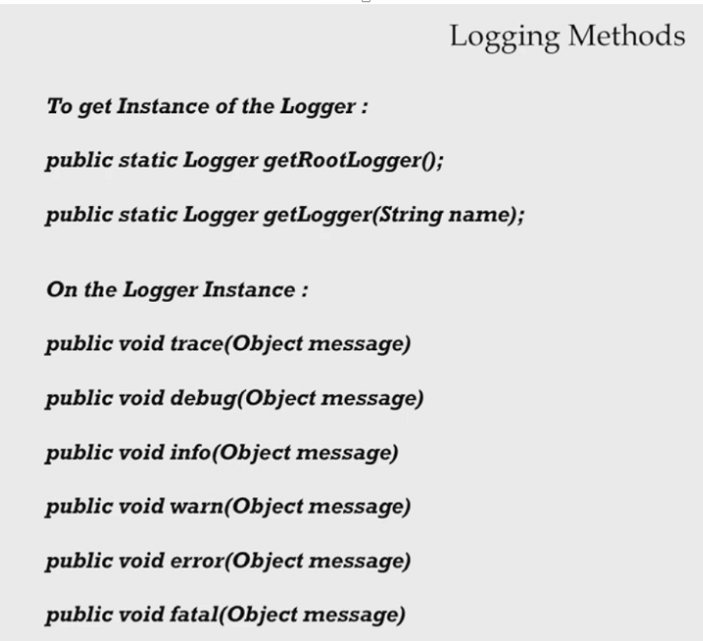 Logging Methods
To get Instance of the Logger :
public static Logger getRootLogger();
public static Logger getLogger(String name);
On the Logger Instance :
public void trace(Object message)
public void debug(Object message)
public void info(Object message)
public void warn(Object message)
public void error(Object message)
public void fatal(Object message)